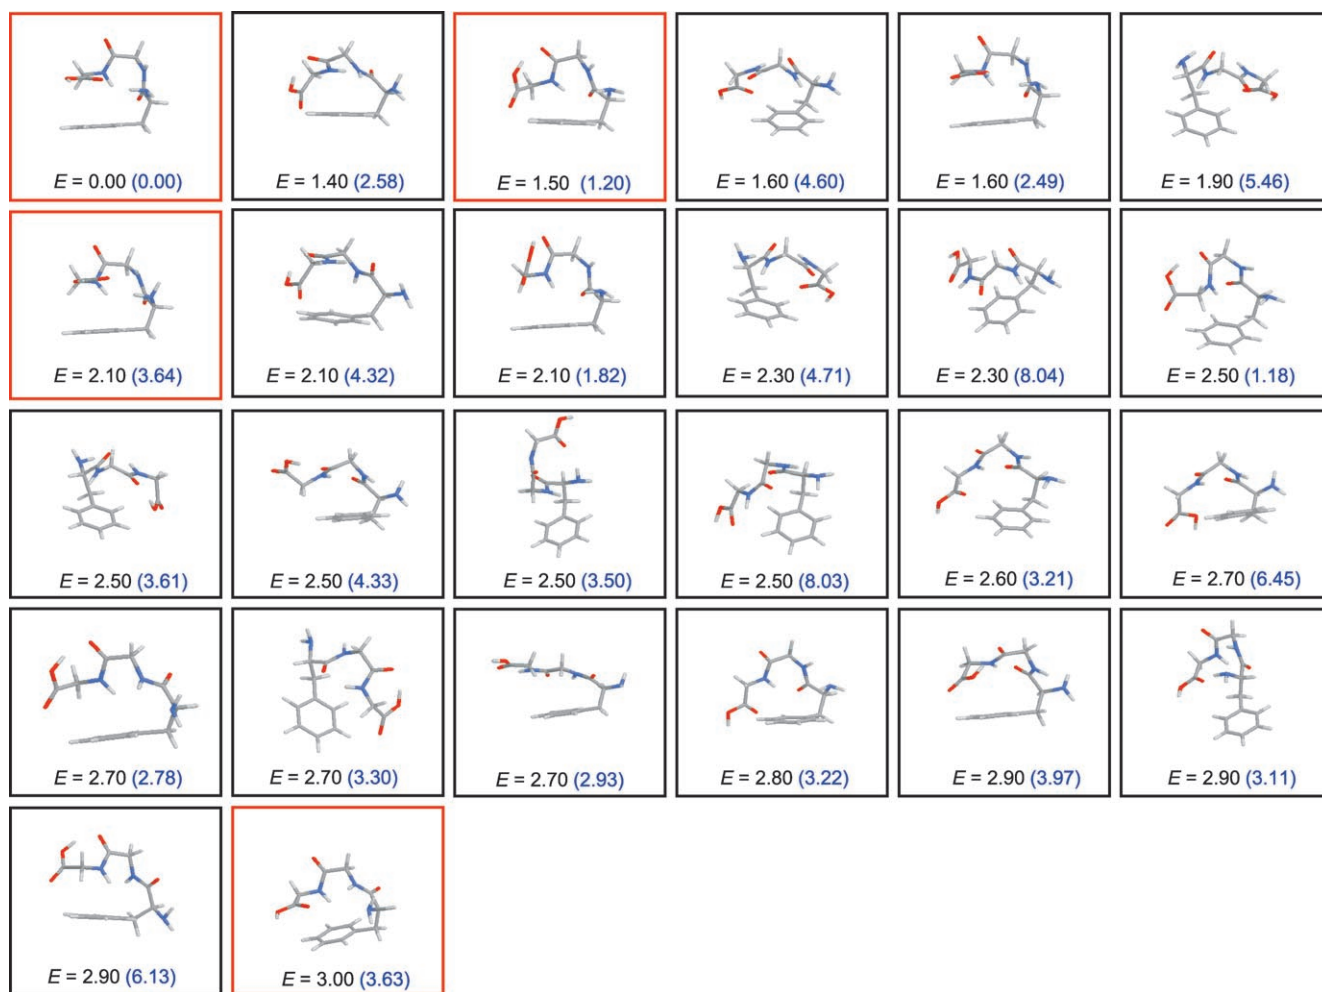 E = 0.00 (0.00)
E = 1.40 (2.58)
E = 1.50 (1.20)
E = 1.60 (4.60)
E = 1.60 (2.49)
E = 1.90 (5.46)
E = 2.10 (3.64)
E = 2.10 (4.32)
E = 2.10 (1.82)
E = 2.30 (4.71)
E = 2.30 (8.04)
E = 2.50 (1.18)
E = 2.50 (3.61)
E = 2.50 (4.33)
E = 2.50 (3.50)
E = 2.50 (8.03)
E = 2.60 (3.21)
E = 2.70 (6.45)
E = 2.70 (2.78)
E = 2.70 (3.30)
E = 2.70 (2.93)
E = 2.80 (3.22)
E = 2.90 (3.97)
E = 2.90 (3.11)
E = 2.90 (6.13)
E = 3.00 (3.63)